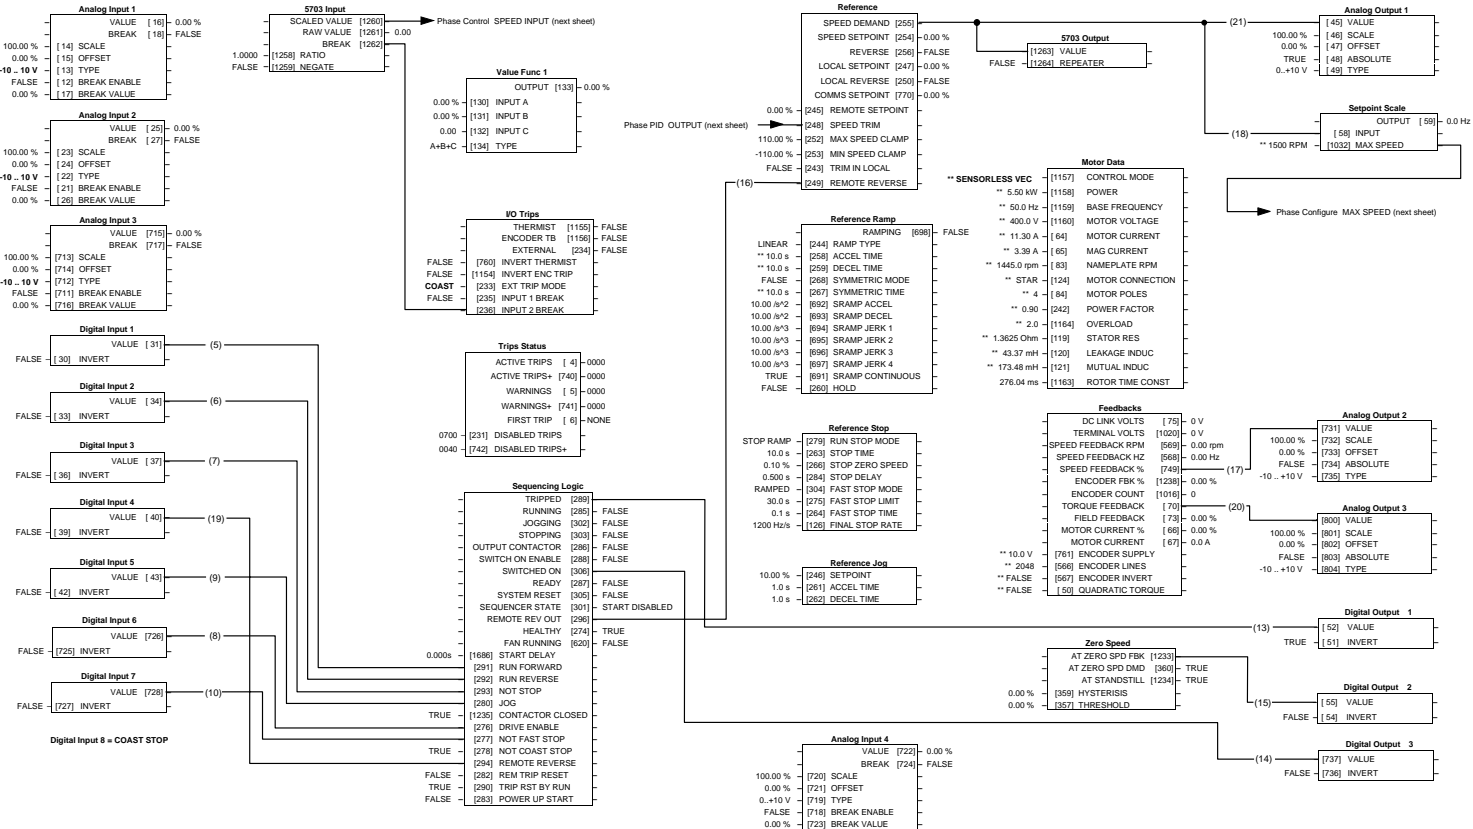 Analog Input 1
VALUE [ 16] 0.00 %
BREAK [ 18] FALSE
100.00 % [ 14] SCALE
0.00 % [ 15] OFFSET
-10 .. 10 V [ 13] TYPE
FALSE [ 12] BREAK ENABLE
0.00 % [ 17] BREAK VALUE
Analog Input 2
VALUE [ 25] 0.00 %
BREAK [ 27] FALSE
100.00 % [ 23] SCALE
0.00 % [ 24] OFFSET
-10 .. 10 V [ 22] TYPE
FALSE [ 21] BREAK ENABLE
0.00 % [ 26] BREAK VALUE
Analog Input 3
VALUE [715] 0.00 %
BREAK [717] FALSE
100.00 % [713] SCALE
0.00 % [714] OFFSET
-10 .. 10 V [712] TYPE
FALSE [711] BREAK ENABLE
0.00 % [716] BREAK VALUE
Digital Input 1
VALUE [ 31] (5)
FALSE [ 30] INVERT
Digital Input 2
VALUE [ 34] (6)
FALSE [ 33] INVERT
Digital Input 3
VALUE [ 37] (7)
FALSE [ 36] INVERT
Digital Input 4
VALUE [ 40] (19)
FALSE [ 39] INVERT
Digital Input 5
VALUE [ 43] (9)
FALSE [ 42] INVERT
Digital Input 6
VALUE [726] (8)
FALSE [725] INVERT
Digital Input 7
VALUE [728] (10)
FALSE [727] INVERT
Digital Input 8 = COAST STOP
5703 Input
SCALED VALUE [1260] Phase Control SPEED INPUT (next sheet)
RAW VALUE [1261] 0.00
BREAK [1262]
1.0000 [1258] RATIO
FALSE [1259] NEGATE
Value Func 1
OUTPUT [133] 0.00 %
0.00 % [130] INPUT A
0.00 % [131] INPUT B
0.00 [132] INPUT C
A+B+C [134] TYPE
I/O Trips
THERMIST [1155] FALSE
ENCODER TB [1156] FALSE
EXTERNAL [234] FALSE
FALSE [760] INVERT THERMIST
FALSE [1154] INVERT ENC TRIP
COAST [233] EXT TRIP MODE
FALSE [235] INPUT 1 BREAK
[236] INPUT 2 BREAK
Trips Status
ACTIVE TRIPS [ 4] 0000
ACTIVE TRIPS+ [740] 0000
WARNINGS [ 5] 0000
WARNINGS+ [741] 0000
FIRST TRIP [ 6] NONE
0700 [231] DISABLED TRIPS
0040 [742] DISABLED TRIPS+
Sequencing Logic
TRIPPED [289]
RUNNING [285] FALSE
JOGGING [302] FALSE
STOPPING [303] FALSE
OUTPUT CONTACTOR [286] FALSE
SWITCH ON ENABLE [288] FALSE
SWITCHED ON [306]
READY [287] FALSE
SYSTEM RESET [305] FALSE
SEQUENCER STATE [301] START DISABLED
REMOTE REV OUT [296]
HEALTHY [274] TRUE
FAN RUNNING [620] FALSE
0.000s [1686] START DELAY
[291] RUN FORWARD
[292] RUN REVERSE
[293] NOT STOP
[280] JOG
TRUE [1235] CONTACTOR CLOSED
[276] DRIVE ENABLE
[277] NOT FAST STOP
TRUE [278] NOT COAST STOP
[294] REMOTE REVERSE
FALSE [282] REM TRIP RESET
TRUE [290] TRIP RST BY RUN
FALSE [283] POWER UP START
Reference
SPEED DEMAND [255]
SPEED SETPOINT [254] 0.00 %
REVERSE [256] FALSE
LOCAL SETPOINT [247] 0.00 %
LOCAL REVERSE [250] FALSE
COMMS SETPOINT [770] 0.00 %
0.00 % [245] REMOTE SETPOINT
Phase PID OUTPUT (next sheet) [248] SPEED TRIM
110.00 % [252] MAX SPEED CLAMP
-110.00 % [253] MIN SPEED CLAMP
FALSE [243] TRIM IN LOCAL
(16) [249] REMOTE REVERSE
Reference Ramp
RAMPING [698] FALSE
LINEAR [244] RAMP TYPE
** 10.0 s [258] ACCEL TIME
** 10.0 s [259] DECEL TIME
FALSE [268] SYMMETRIC MODE
** 10.0 s [267] SYMMETRIC TIME
10.00 /s^2 [692] SRAMP ACCEL
10.00 /s^2 [693] SRAMP DECEL
10.00 /s^3 [694] SRAMP JERK 1
10.00 /s^3 [695] SRAMP JERK 2
10.00 /s^3 [696] SRAMP JERK 3
10.00 /s^3 [697] SRAMP JERK 4
TRUE [691] SRAMP CONTINUOUS
FALSE [260] HOLD
Reference Stop
STOP RAMP [279] RUN STOP MODE
10.0 s [263] STOP TIME
0.10 % [266] STOP ZERO SPEED
0.500 s [284] STOP DELAY
RAMPED [304] FAST STOP MODE
30.0 s [275] FAST STOP LIMIT
0.1 s [264] FAST STOP TIME
1200 Hz/s [126] FINAL STOP RATE
Reference Jog
10.00 % [246] SETPOINT
1.0 s [261] ACCEL TIME
1.0 s [262] DECEL TIME
Analog Input 4
VALUE [722] 0.00 %
BREAK [724] FALSE
100.00 % [720] SCALE
0.00 % [721] OFFSET
0..+10 V [719] TYPE
FALSE [718] BREAK ENABLE
0.00 % [723] BREAK VALUE
5703 Output
[1263] VALUE
FALSE [1264] REPEATER
Motor Data
** SENSORLESS VEC [1157] CONTROL MODE
** 5.50 kW [1158] POWER
** 50.0 Hz [1159] BASE FREQUENCY
** 400.0 V [1160] MOTOR VOLTAGE
** 11.30 A [ 64] MOTOR CURRENT
** 3.39 A [ 65] MAG CURRENT
** 1445.0 rpm [ 83] NAMEPLATE RPM
** STAR [124] MOTOR CONNECTION
** 4 [ 84] MOTOR POLES
** 0.90 [242] POWER FACTOR
** 2.0 [1164] OVERLOAD
** 1.3625 Ohm [119] STATOR RES
** 43.37 mH [120] LEAKAGE INDUC
** 173.48 mH [121] MUTUAL INDUC
276.04 ms [1163] ROTOR TIME CONST
Feedbacks
DC LINK VOLTS [ 75] 0 V
TERMINAL VOLTS [1020] 0 V
SPEED FEEDBACK RPM [569] 0.00 rpm
SPEED FEEDBACK HZ [568] 0.00 Hz
SPEED FEEDBACK % [749] (17)
ENCODER FBK % [1238] 0.00 %
ENCODER COUNT [1016] 0
TORQUE FEEDBACK [ 70] (20)
FIELD FEEDBACK [ 73] 0.00 %
MOTOR CURRENT % [ 66] 0.00 %
MOTOR CURRENT [ 67] 0.0 A
** 10.0 V [761] ENCODER SUPPLY
** 2048 [566] ENCODER LINES
** FALSE [567] ENCODER INVERT
** FALSE [ 50] QUADRATIC TORQUE
Zero Speed
AT ZERO SPD FBK [1233]
AT ZERO SPD DMD [360] TRUE
AT STANDSTILL [1234] TRUE
0.00 % [359] HYSTERISIS
0.00 % [357] THRESHOLD
Analog Output 1
(21) [ 45] VALUE
100.00 % [ 46] SCALE
0.00 % [ 47] OFFSET
TRUE [ 48] ABSOLUTE
0..+10 V [ 49] TYPE
Setpoint Scale
OUTPUT [ 59] 0.0 Hz
(18) [ 58] INPUT
** 1500 RPM [1032] MAX SPEED
Phase Configure MAX SPEED (next sheet)
Analog Output 2
[731] VALUE
100.00 % [732] SCALE
0.00 % [733] OFFSET
FALSE [734] ABSOLUTE
-10 .. +10 V [735] TYPE
Analog Output 3
[800] VALUE
100.00 % [801] SCALE
0.00 % [802] OFFSET
FALSE [803] ABSOLUTE
-10 .. +10 V [804] TYPE
Digital Output 1
(13) [ 52] VALUE
TRUE [ 51] INVERT
Digital Output 2
(15) [ 55] VALUE
FALSE [ 54] INVERT
Digital Output 3
(14) [737] VALUE
FALSE [736] INVERT